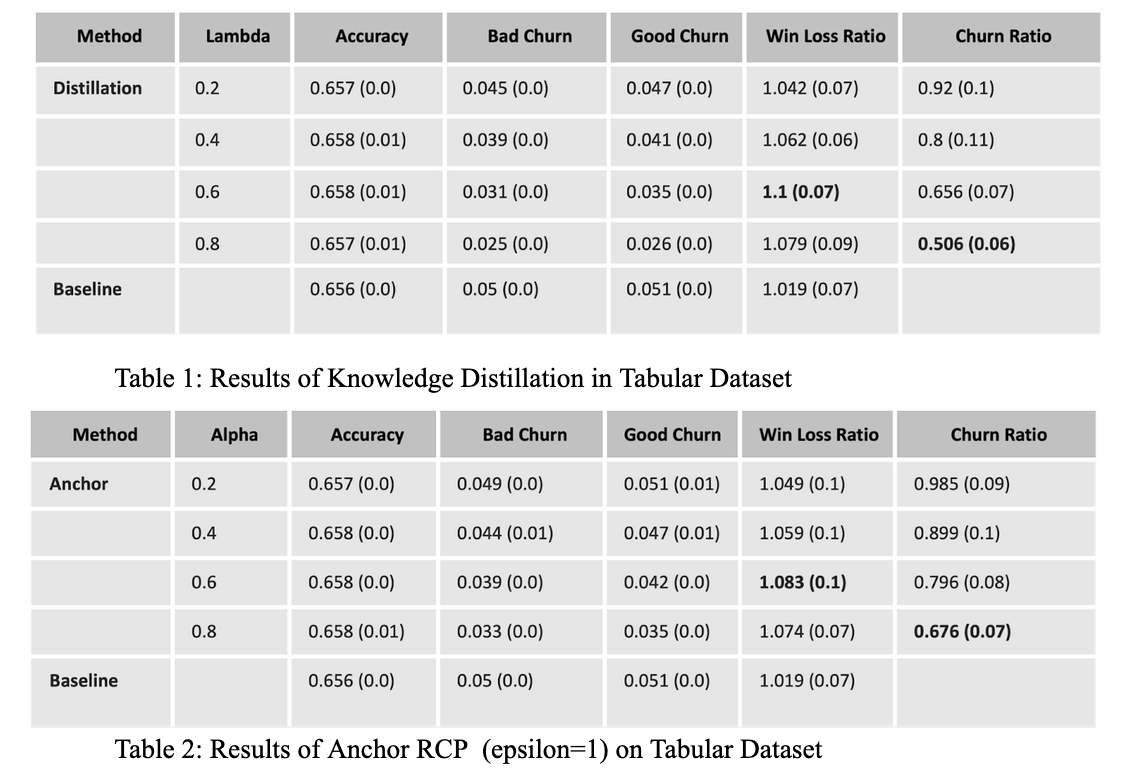 Method Lambda Accuracy Bad Churn Good Churn Win Loss Ratio Churn Ratio
Distillation 0.2 0.657 (0.0) 0.045 (0.0) 0.047 (0.0) 1.042 (0.07) 0.92 (0.1)
0.4 0.658 (0.01) 0.039 (0.0) 0.041 (0.0) 1.062 (0.06) 0.8 (0.11)
0.6 0.658 (0.01) 0.031 (0.0) 0.035 (0.0) 1.1 (0.07) 0.656 (0.07)
0.8 0.657 (0.01) 0.025 (0.0) 0.026 (0.0) 1.079 (0.09) 0.506 (0.06)
Baseline 0.656 (0.0) 0.05 (0.0) 0.051 (0.0) 1.019 (0.07)
Table 1: Results of Knowledge Distillation in Tabular Dataset
Method Alpha Accuracy Bad Churn Good Churn Win Loss Ratio Churn Ratio
Anchor 0.2 0.657 (0.0) 0.049 (0.0) 0.051 (0.01) 1.049 (0.1) 0.985 (0.09)
0.4 0.658 (0.0) 0.044 (0.01) 0.047 (0.01) 1.059 (0.1) 0.899 (0.1)
0.6 0.658 (0.0) 0.039 (0.0) 0.042 (0.0) 1.083 (0.1) 0.796 (0.08)
0.8 0.658 (0.01) 0.033 (0.0) 0.035 (0.0) 1.074 (0.07) 0.676 (0.07)
Baseline 0.656 (0.0) 0.05 (0.0) 0.051 (0.0) 1.019 (0.07)
Table 2: Results of Anchor RCP (epsilon=1) on Tabular Dataset